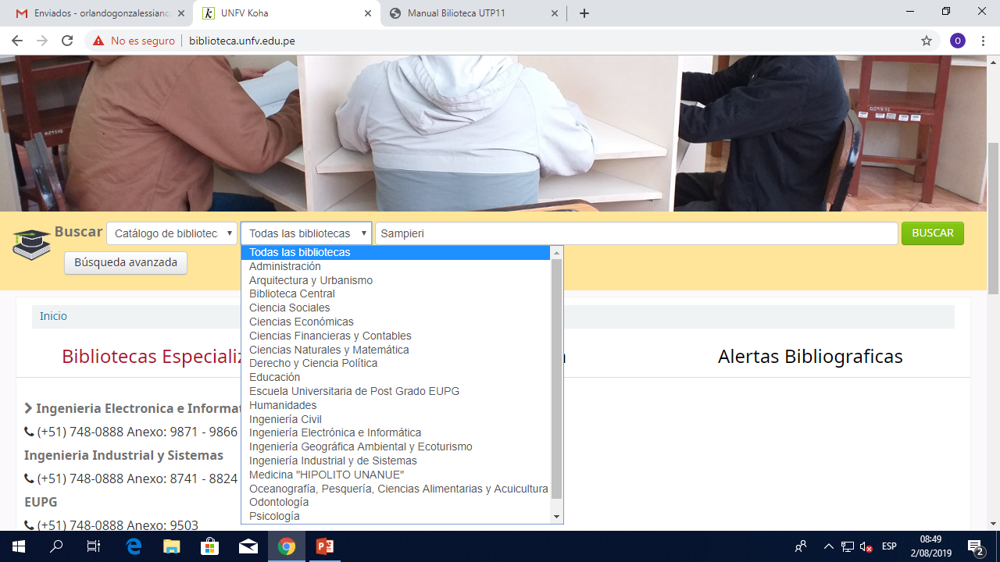 Enviados - orlandogonzalessianc
UNFV Koha
Manual Bilioteca UTP11
No es seguro
biblioteca.unfv.edu.pe
O
Buscar
Catálogo de bibliotec
Todas las bibliotecas
Sampieri
BUSCAR
Búsqueda avanzada
Todas las bibliotecas
Administración
Arquitectura y Urbanismo
Biblioteca Central
Ciencia Sociales
Ciencias Económicas
Ciencias Financieras y Contables
Ciencias Naturales y Matemática
Derecho y Ciencia Política
Educación
Escuela Universitaria de Post Grado EUPG
Humanidades
Ingeniería Civil
Ingeniería Electrónica e Informática
Ingeniería Geográfica Ambiental y Ecoturismo
Ingeniería Industrial y de Sistemas
Medicina "HIPOLITO UNANUE"
Oceanografía, Pesquería, Ciencias Alimentarias y Acuicultura
Odontología
Psicología
Inicio
Bibliotecas Especializ
Alertas Bibliograficas
Ingenieria Electronica e Informat
(+51) 748-0888 Anexo: 9871 - 9866
Ingenieria Industrial y Sistemas
(+51) 748-0888 Anexo: 8741 - 8824
EUPG
(+51) 748-0888 Anexo: 9503
ESP
08:49
2/08/2019
2